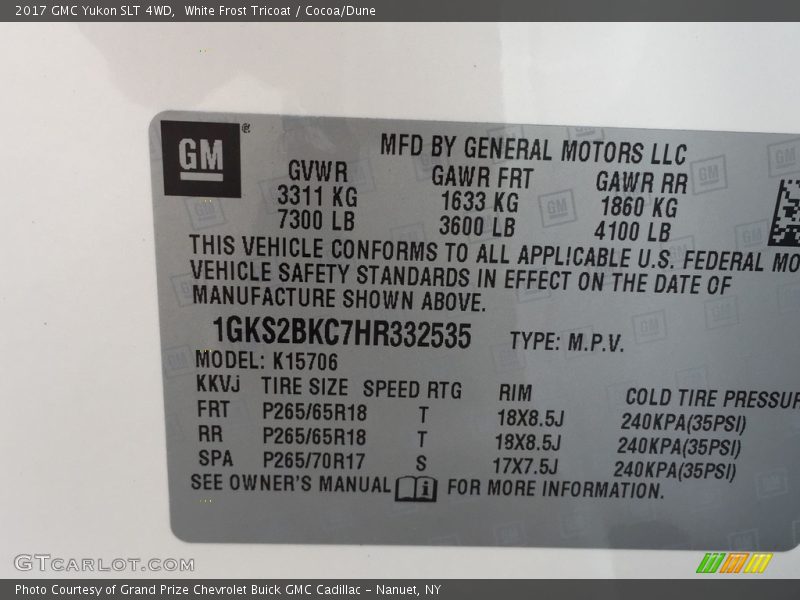 2017 GMC Yukon SLT 4WD, White Frost Tricoat / Cocoa/Dune
GM
MFD BY GENERAL MOTORS LLC
GVWR GAWR FRT GAWR RR
3311 KG 1633 KG 1860 KG
7300 LB 3600 LB 4100 LB
THIS VEHICLE CONFORMS TO ALL APPLICABLE U.S. FEDERAL MO
VEHICLE SAFETY STANDARDS IN EFFECT ON THE DATE OF
MANUFACTURE SHOWN ABOVE.
1GKS2BKC7HR332535 TYPE: M.P.V.
MODEL: K15706
KKVJ TIRE SIZE SPEED RTG RIM COLD TIRE PRESSUR
FRT P265/65R18 T 18X8.5J 240KPA(35PSI)
RR P265/65R18 T 18X8.5J 240KPA(35PSI)
SPA P265/70R17 S 17X7.5J 240KPA(35PSI)
SEE OWNER'S MANUAL i FOR MORE INFORMATION.
GTCARLOT.COM
Photo Courtesy of Grand Prize Chevrolet Buick GMC Cadillac - Nanuet, NY